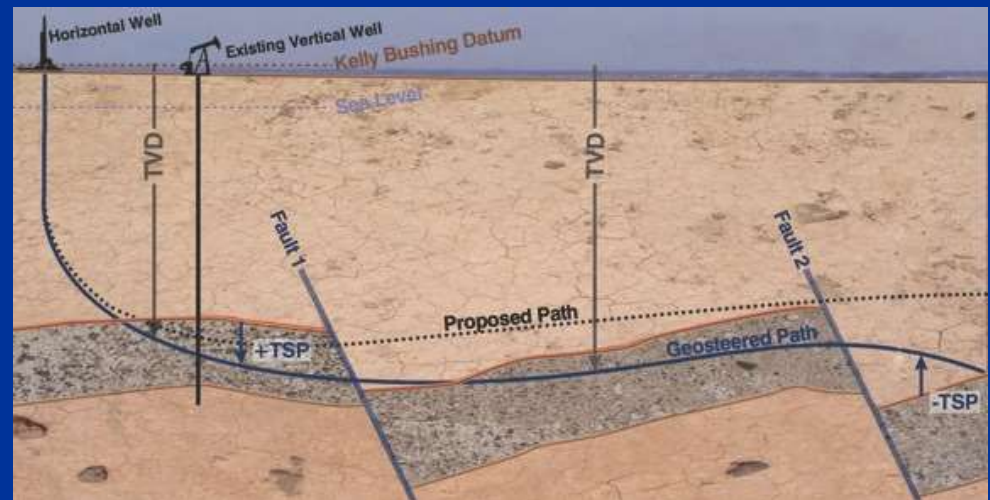 Horizontal Well
Existing Vertical Well
Kelly Bushing Datum
Sea Level
TVD
TVD
Fault 1
Fault 2
Proposed Path
+TSP
Geosteered Path
-TSP